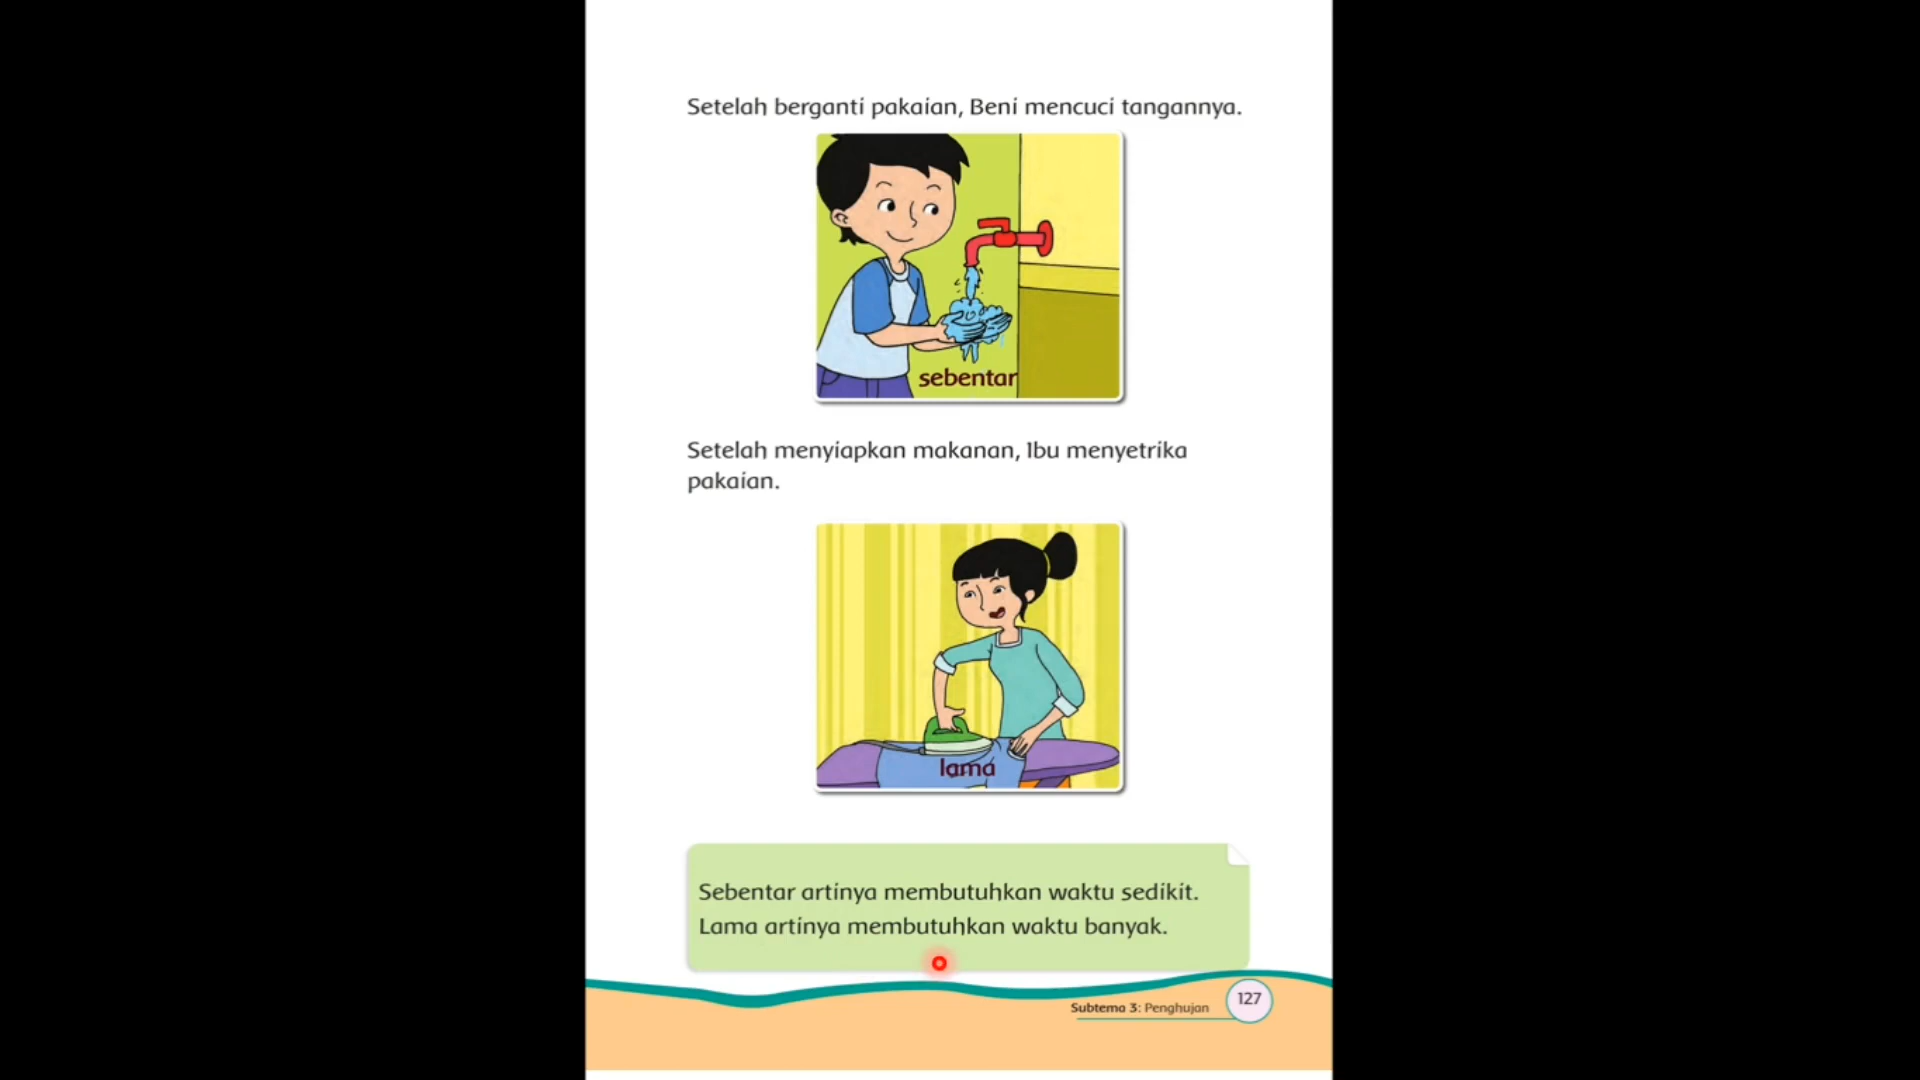 Setelah berganti pakaian, Beni mencuci tangannya.
sebentar
Setelah menyiapkan makanan, Ibu menyetrika
pakaian.
lama
Sebentar artinya membutuhkan waktu sedikit.
Lama artinya membutuhkan waktu banyak.
Subtema 3: Penghujan
127